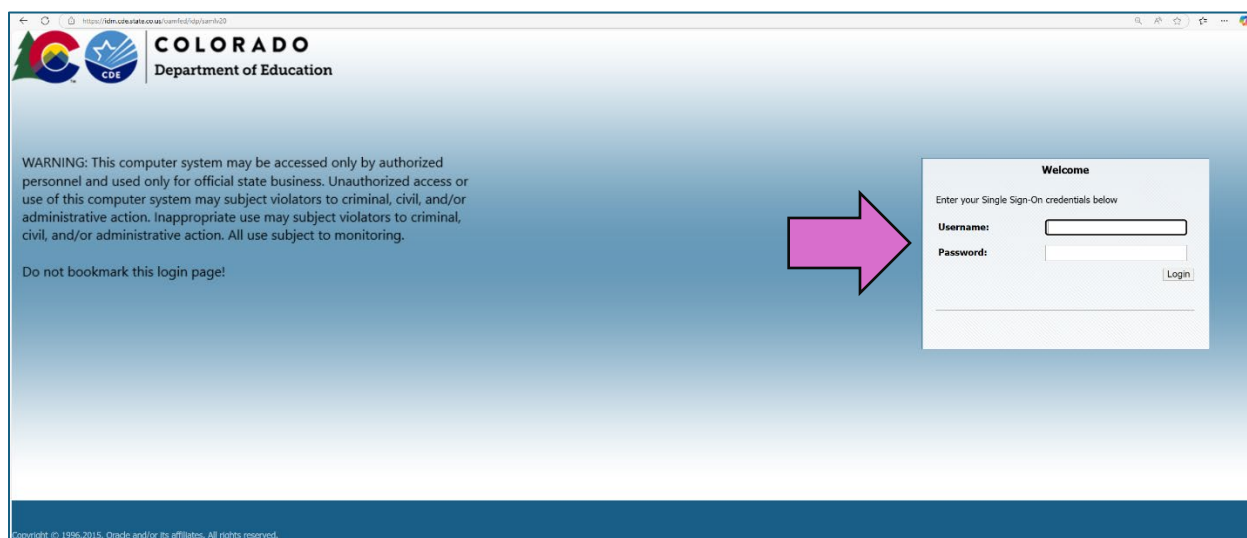 https://idm.cde.state.co.us/oamfed/idp/samlv20
COLORADO
Department of Education
CDE
TM
WARNING: This computer system may be accessed only by authorized
personnel and used only for official state business. Unauthorized access or
use of this computer system may subject violators to criminal, civil, and/or
administrative action. Inappropriate use may subject violators to criminal,
civil, and/or administrative action. All use subject to monitoring.
Do not bookmark this login page!
Welcome
Enter your Single Sign-On credentials below
Username:
Password:
Login
Copyright © 1996,2015, Oracle and/or its affiliates. All rights reserved.